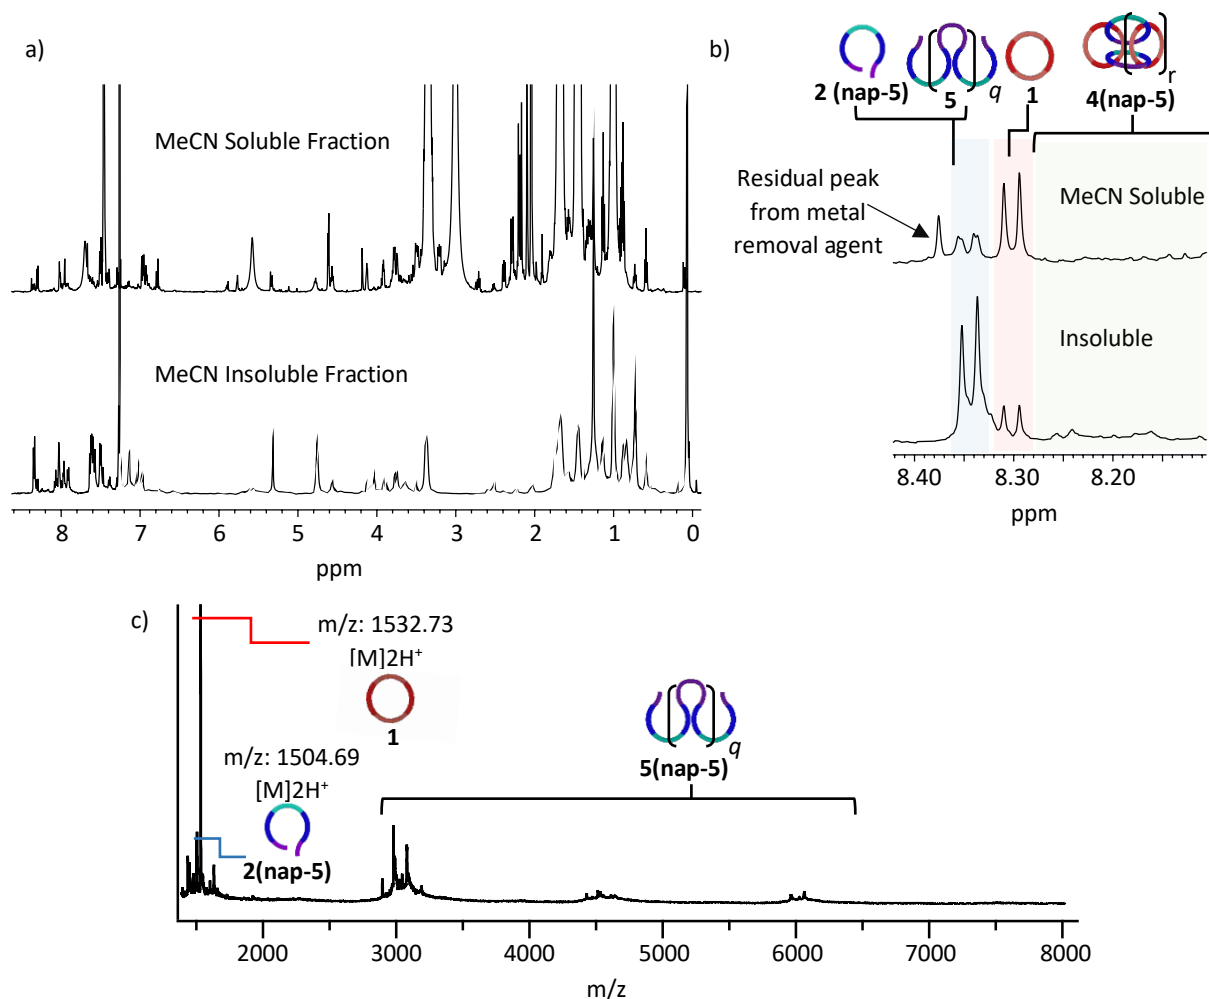 a)
MeCN Soluble Fraction
MeCN Insoluble Fraction
8 7 6 5 4 3 2 1 0
ppm
b)
2 (nap-5)
5
q
1
4(nap-5)
r
Residual peak
from metal
removal agent
MeCN Soluble
Insoluble
8.40 8.30 8.20
ppm
c)
m/z: 1532.73
[M]2H⁺
1
m/z: 1504.69
[M]2H⁺
2(nap-5)
q
5(nap-5)
2000 3000 4000 5000 6000 7000 8000
m/z